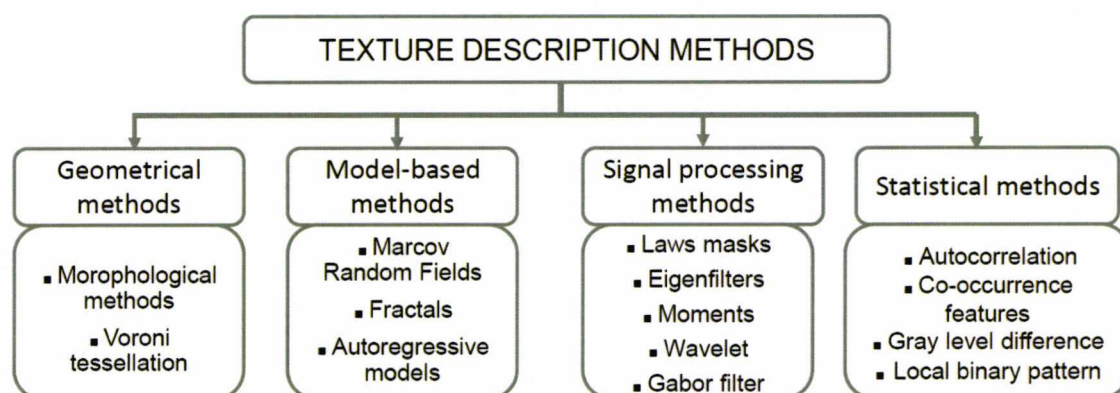 TEXTURE DESCRIPTION METHODS
Geometrical
methods
▪ Morophological
methods
▪ Voroni
tessellation
Model-based
methods
▪ Marcov
Random Fields
▪ Fractals
▪ Autoregressive
models
Signal processing
methods
▪ Laws masks
▪ Eigenfilters
▪ Moments
▪ Wavelet
▪ Gabor filter
Statistical methods
▪ Autocorrelation
▪ Co-occurrence
features
▪ Gray level difference
▪ Local binary pattern